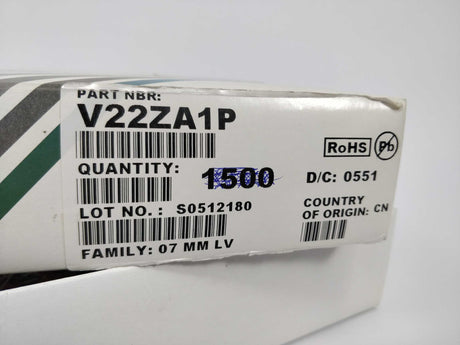 PART NBR:
V22ZA1P
RoHS Pb
QUANTITY: 1500 D/C: 0551
LOT NO.: S0512180
COUNTRY
OF ORIGIN: CN
FAMILY: 07 MM LV